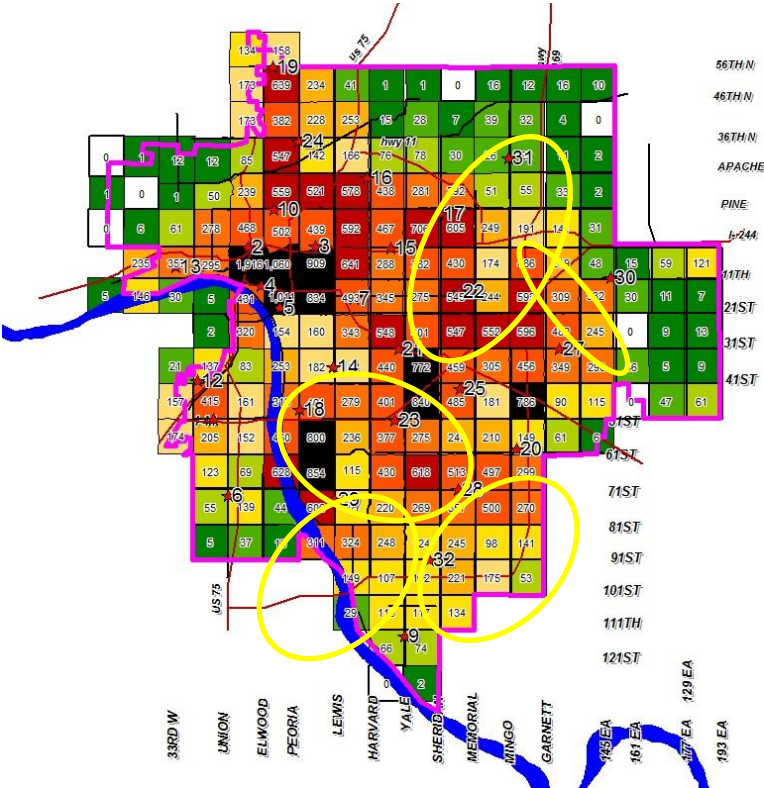 US 75
134 158
19
56TH N
173 639 234 41 1 1 0 16 12 16 10
46TH N
173 382 228 253 15 28 7 39 32 4 0
24
hwy 11
36TH N
0 1 12 12 85 547 142 166 76 78 30 31 2
APACHE
16
1 0 1 50 239 559 521 578 438 281 51 55 33 2
PINE
10 17
0 6 61 278 468 502 439 592 467 706 605 249 191 31
I-244
2 3 15
235 295 1,916 1,060 909 641 288 430 174 48 15 59 121
13 30
11TH
4
5 146 30 5 431 1,011 834 493 7 345 275 22 309 30 11 7
5
21ST
2 320 154 160 343 548 547 552 596 245 0 9 13
31ST
21 27
21 137 83 253 182 14 440 772 459 305 456 349 5 9
41ST
12 25
157 415 161 279 401 485 181 786 90 115 0 47 61
18
51ST
23
174 205 152 800 236 377 275 210 149 61 6
20
61ST
123 69 628 854 115 430 618 513 497 299
28
71ST
6 29
55 139 44 220 269 500 270
81ST
5 37 311 324 248 245 98 141
32
91ST
149 107 221 175 53
101ST
US 75
29 134
111TH
9
66 74
121ST
0 2
33RD W
UNION
ELWOOD
PEORIA
LEWIS
HARVARD
YALE
SHERIDAN
MEMORIAL
MINGO
GARNETT
129 EA
145 EA
161 EA
177 EA
193 EA